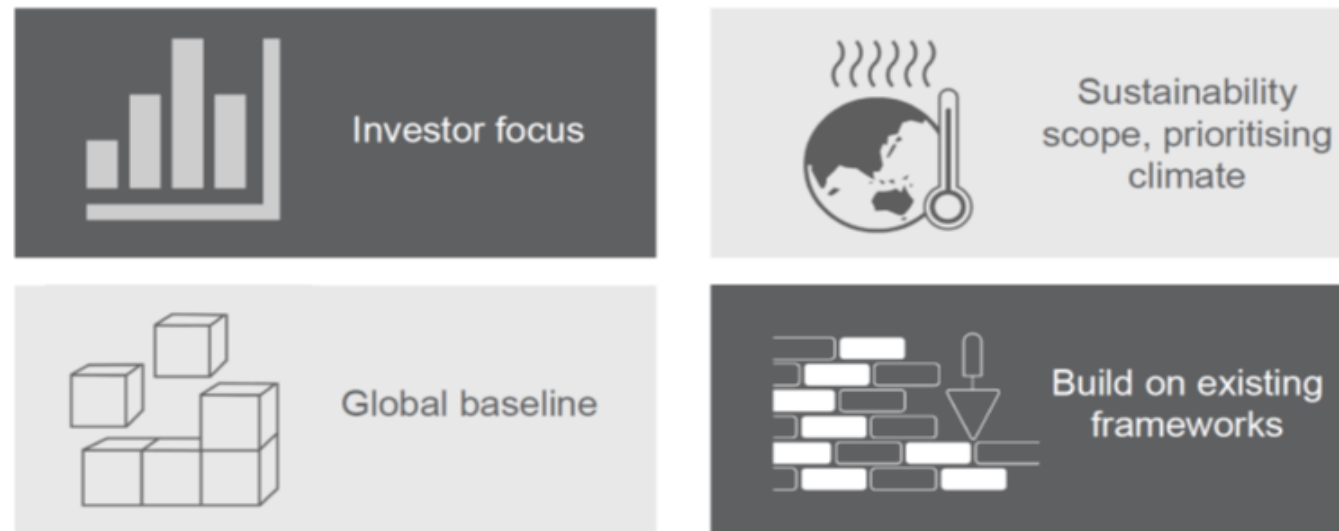 Investor focus
Sustainability
scope, prioritising
climate
Global baseline
Build on existing
frameworks